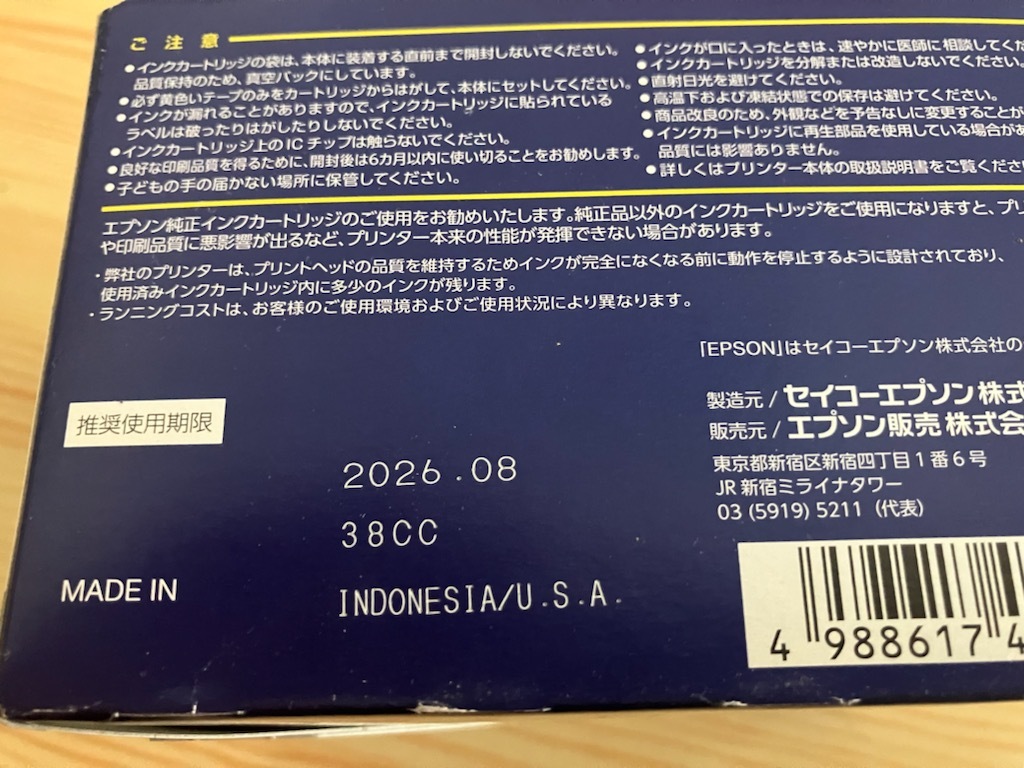 ご注意
●インクカートリッジの袋は、本体に装着する直前まで開封しないでください。
品質保持のため、真空パックにしています。
●必ず黄色いテープのみをカートリッジからはがして、本体にセットしてください。
●インクが漏れることがありますので、インクカートリッジに貼られている
ラベルは破ったりはがしたりしないでください。
●インクカートリッジ上のICチップは触らないでください。
●良好な印刷品質を得るために、開封後は6カ月以内に使い切ることをお勧めします。
●子どもの手の届かない場所に保管してください。
●インクが口に入ったときは、速やかに医師に相談してくだ
●インクカートリッジを分解または改造しないでください。
●直射日光を避けてください。
●高温下および凍結状態での保存は避けてください。
●商品改良のため、外観などを予告なしに変更することが
●インクカートリッジに再生部品を使用している場合があ
品質には影響ありません。
●詳しくはプリンター本体の取扱説明書をご覧くださ
エプソン純正インクカートリッジのご使用をお勧めいたします。純正品以外のインクカートリッジをご使用になりますと、プリ
や印刷品質に悪影響が出るなど、プリンター本来の性能が発揮できない場合があります。
・弊社のプリンターは、プリントヘッドの品質を維持するためインクが完全になくなる前に動作を停止するように設計されており、
使用済みインクカートリッジ内に多少のインクが残ります。
・ランニングコストは、お客様のご使用環境およびご使用状況により異なります。
「EPSON」はセイコーエプソン株式会社の
製造元 / セイコーエプソン 株式
販売元 / エプソン販売 株式会
東京都新宿区新宿四丁目1番6号
JR新宿ミライナタワー
03 (5919) 5211 (代表)
推奨使用期限
2026.08
38CC
MADE IN
INDONESIA/U.S.A.
4 988617 4